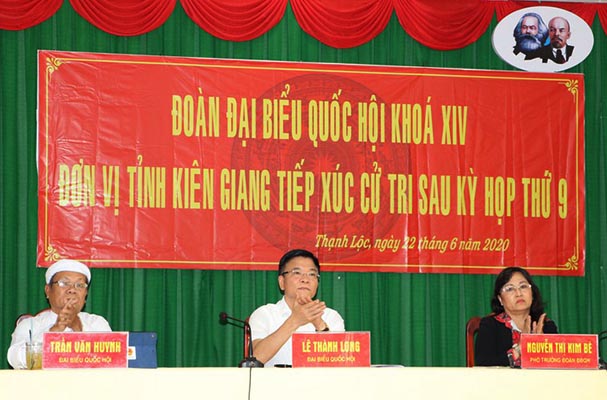 ĐOÀN ĐẠI BIỂU QUỐC HỘI KHOÁ XIV
ĐƠN VỊ TỈNH KIÊN GIANG TIẾP XÚC CỬ TRI SAU KỲ HỌP THỨ 9
Thạnh Lộc, ngày 22 tháng 6 năm 2020
TRẦN VĂN HUYNH
ĐẠI BIỂU QUỐC HỘI
LÊ THÀNH LONG
ĐẠI BIỂU QUỐC HỘI
NGUYỄN THỊ KIM BÉ
PHÓ TRƯỞNG ĐOÀN ĐBQH